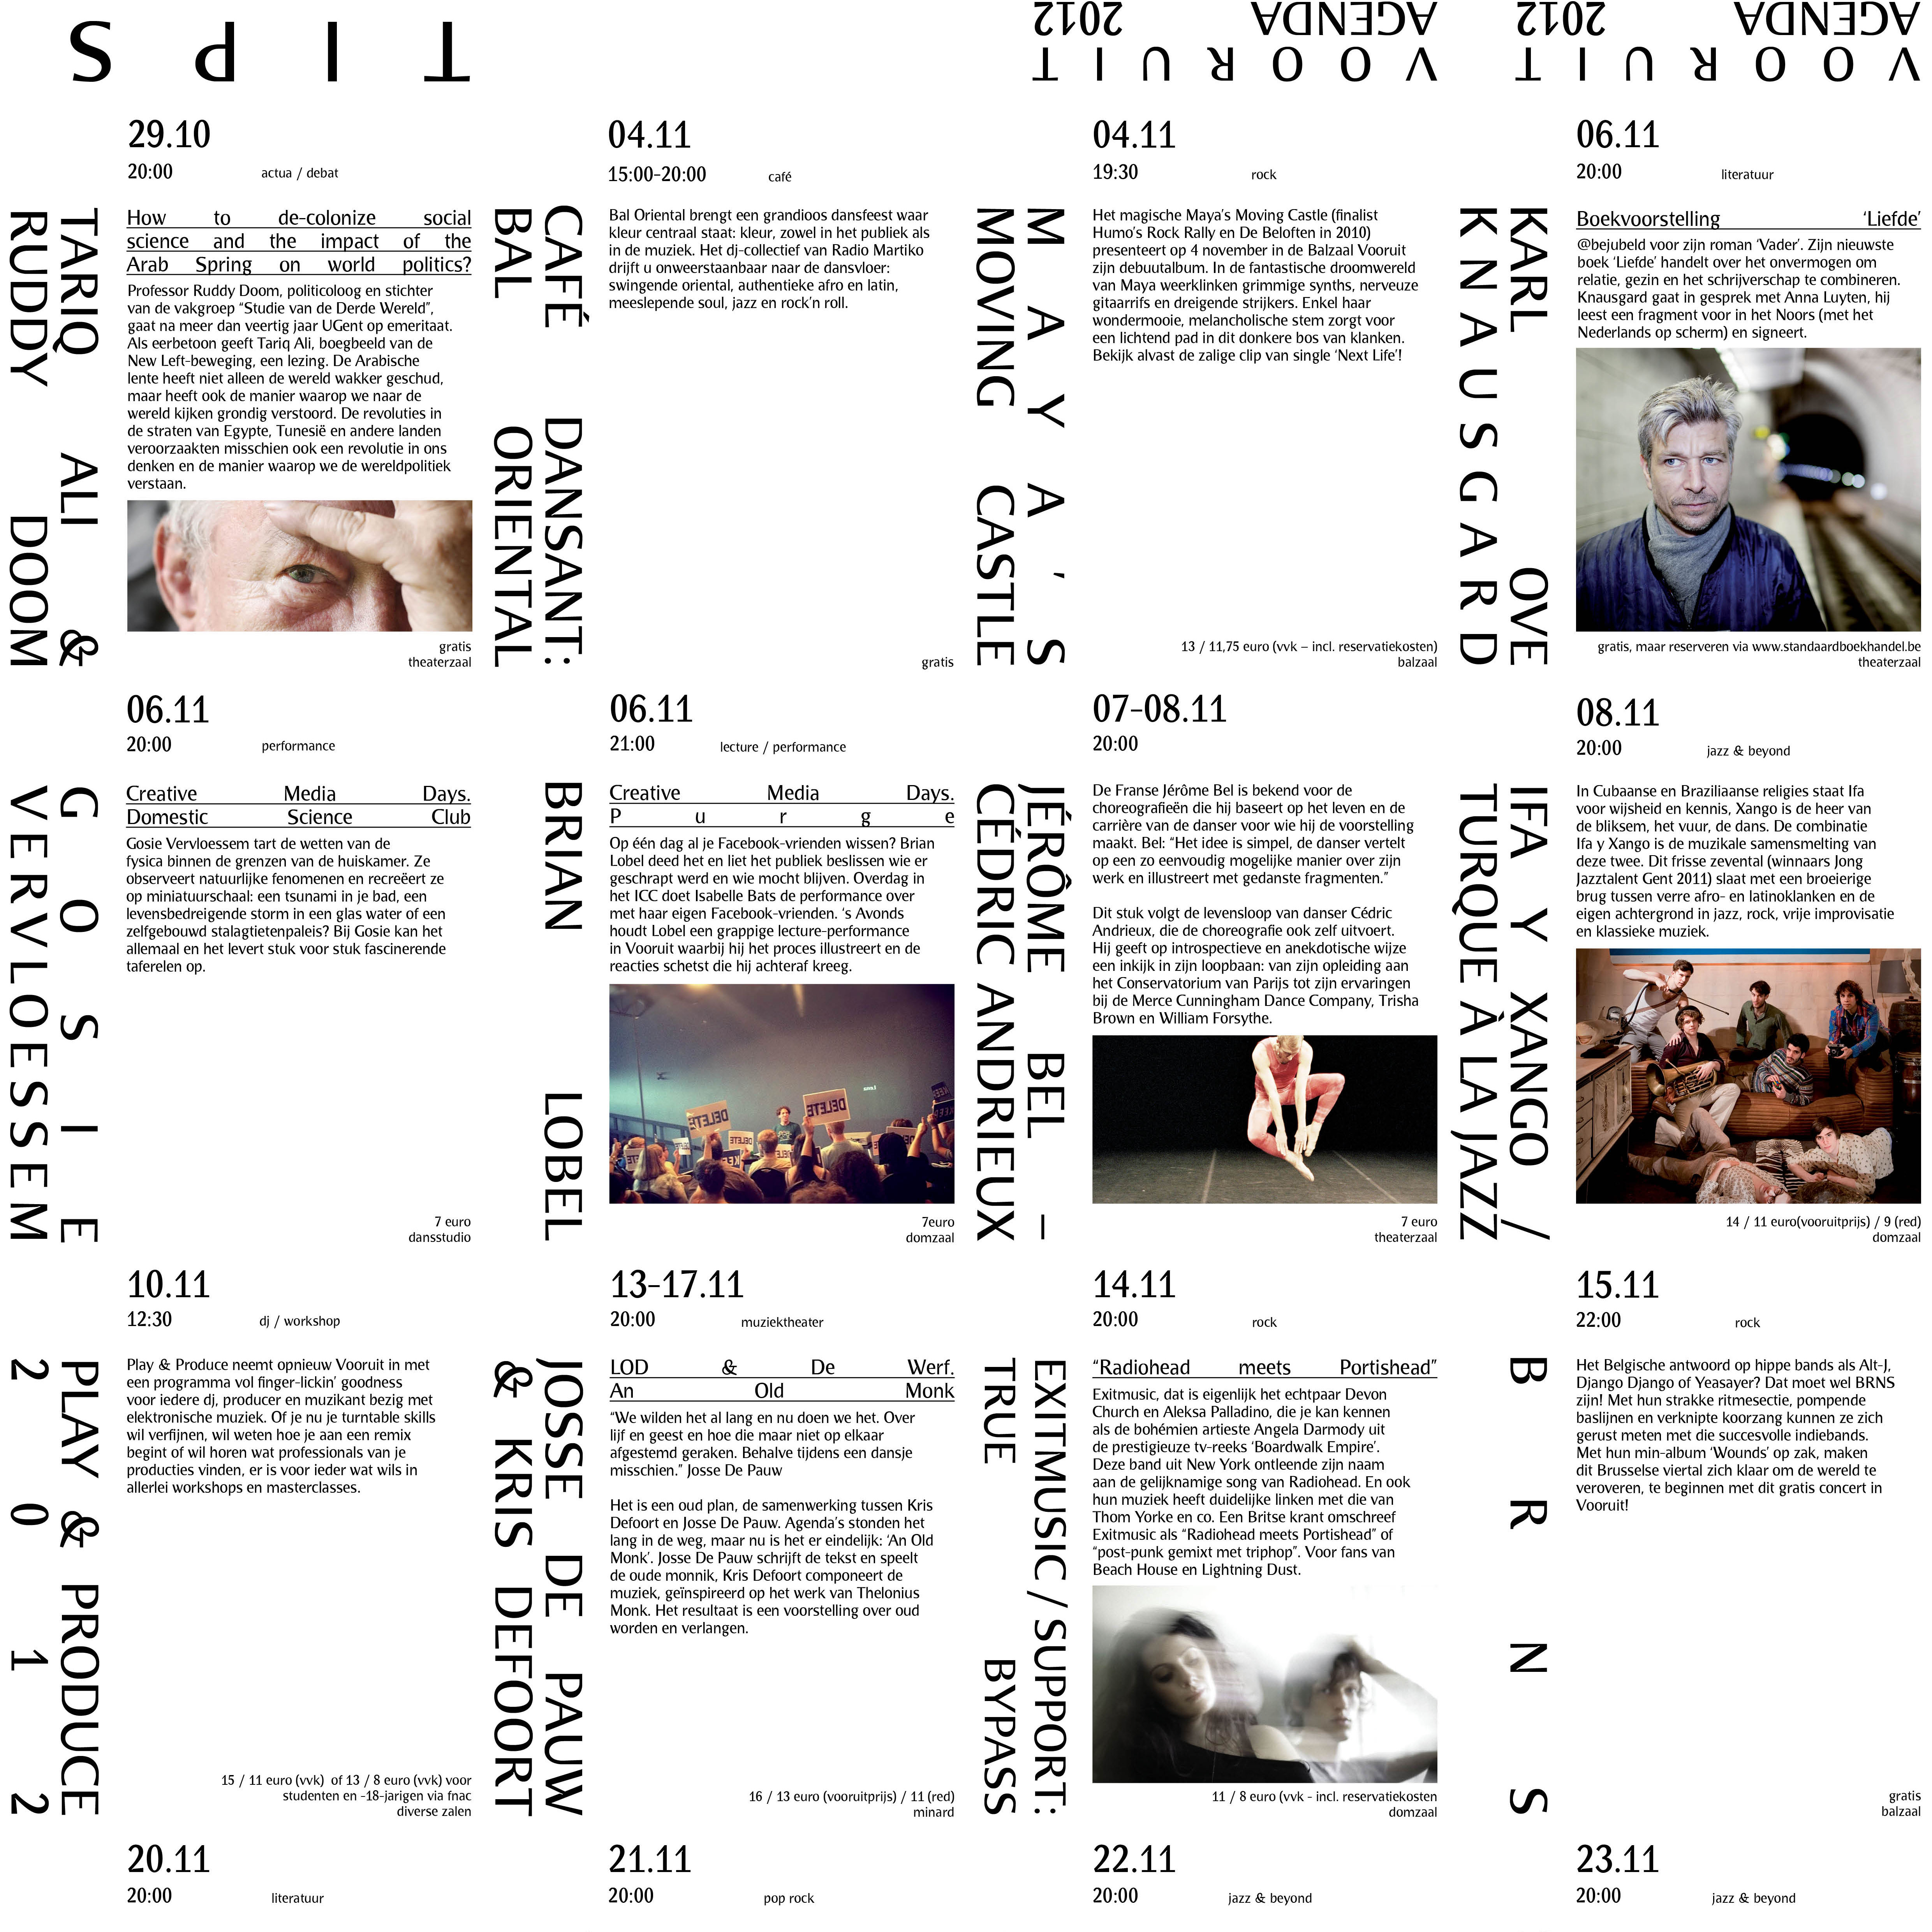 TIPS
VOORUIT
AGENDA 2012
VOORUIT
AGENDA 2012
29.10
20:00 actua / debat
TARIQ ALI &
RUDDY DOOM
How to de-colonize social
science and the impact of the
Arab Spring on world politics?
Professor Ruddy Doom, politicoloog en stichter
van de vakgroep “Studie van de Derde Wereld”,
gaat na meer dan veertig jaar UGent op emeritaat.
Als eerbetoon geeft Tariq Ali, boegbeeld van de
New Left-beweging, een lezing. De Arabische
lente heeft niet alleen de wereld wakker geschud,
maar heeft ook de manier waarop we naar de
wereld kijken grondig verstoord. De revoluties in
de straten van Egypte, Tunesië en andere landen
veroorzaakten misschien ook een revolutie in ons
denken en de manier waarop we de wereldpolitiek
verstaan.
gratis
theaterzaal
04.11
15:00-20:00 café
CAFÉ DANSANT:
BAL ORIENTAL
Bal Oriental brengt een grandioos dansfeest waar
kleur centraal staat: kleur, zowel in het publiek als
in de muziek. Het dj-collectief van Radio Martiko
drijft u onweerstaanbaar naar de dansvloer:
swingende oriental, authentieke afro en latin,
meeslepende soul, jazz en rock’n roll.
gratis
04.11
19:30 rock
MAYA'S
MOVING CASTLE
Het magische Maya’s Moving Castle (finalist
Humo’s Rock Rally en De Beloften in 2010)
presenteert op 4 november in de Balzaal Vooruit
zijn debuutalbum. In de fantastische droomwereld
van Maya weerklinken grimmige synths, nerveuze
gitaarrifs en dreigende strijkers. Enkel haar
wondermooie, melancholische stem zorgt voor
een lichtend pad in dit donkere bos van klanken.
Bekijk alvast de zalige clip van single ‘Next Life’!
13 / 11,75 euro (vvk – incl. reservatiekosten)
balzaal
06.11
20:00 literatuur
KARL OVE
KNAUSGARD
Boekvoorstelling ‘Liefde’
@bejubeld voor zijn roman ‘Vader’. Zijn nieuwste
boek ‘Liefde’ handelt over het onvermogen om
relatie, gezin en het schrijverschap te combineren.
Knausgard gaat in gesprek met Anna Luyten, hij
leest een fragment voor in het Noors (met het
Nederlands op scherm) en signeert.
gratis, maar reserveren via www.standaardboekhandel.be
theaterzaal
06.11
20:00 performance
GOSIE
VERVLOESSEM
Creative Media Days.
Domestic Science Club
Gosie Vervloessem tart de wetten van de
fysica binnen de grenzen van de huiskamer. Ze
observeert natuurlijke fenomenen en recreëert ze
op miniatuurschaal: een tsunami in je bad, een
levensbedreigende storm in een glas water of een
zelfgebouwd stalagtietenpaleis? Bij Gosie kan het
allemaal en het levert stuk voor stuk fascinerende
taferelen op.
7 euro
dansstudio
06.11
21:00 lecture / performance
BRIAN LOBEL
Creative Media Days.
Purge
Op één dag al je Facebook-vrienden wissen? Brian
Lobel deed het en liet het publiek beslissen wie er
geschrapt werd en wie mocht blijven. Overdag in
het ICC doet Isabelle Bats de performance over
met haar eigen Facebook-vrienden. ‘s Avonds
houdt Lobel een grappige lecture-performance
in Vooruit waarbij hij het proces illustreert en de
reacties schetst die hij achteraf kreeg.
DELETE
DELETE
DELETE
7euro
domzaal
07-08.11
20:00
JÉRÔME BEL –
CÉDRIC ANDRIEUX
De Franse Jérôme Bel is bekend voor de
choreografieën die hij baseert op het leven en de
carrière van de danser voor wie hij de voorstelling
maakt. Bel: “Het idee is simpel, de danser vertelt
op een zo eenvoudig mogelijke manier over zijn
werk en illustreert met gedanste fragmenten.”
Dit stuk volgt de levensloop van danser Cédric
Andrieux, die de choreografie ook zelf uitvoert.
Hij geeft op introspectieve en anekdotische wijze
een inkijk in zijn loopbaan: van zijn opleiding aan
het Conservatorium van Parijs tot zijn ervaringen
bij de Merce Cunningham Dance Company, Trisha
Brown en William Forsythe.
7 euro
theaterzaal
08.11
20:00 jazz & beyond
IFA Y XANGO /
TURQUE À LA JAZZ
In Cubaanse en Braziliaanse religies staat Ifa
voor wijsheid en kennis, Xango is de heer van
de bliksem, het vuur, de dans. De combinatie
Ifa y Xango is de muzikale samensmelting van
deze twee. Dit frisse zevental (winnaars Jong
Jazztalent Gent 2011) slaat met een broeierige
brug tussen verre afro- en latinoklanken en de
eigen achtergrond in jazz, rock, vrije improvisatie
en klassieke muziek.
14 / 11 euro(vooruitprijs) / 9 (red)
domzaal
10.11
12:30 dj / workshop
PLAY & PRODUCE
2012
Play & Produce neemt opnieuw Vooruit in met
een programma vol finger-lickin’ goodness
voor iedere dj, producer en muzikant bezig met
elektronische muziek. Of je nu je turntable skills
wil verfijnen, wil weten hoe je aan een remix
begint of wil horen wat professionals van je
producties vinden, er is voor ieder wat wils in
allerlei workshops en masterclasses.
15 / 11 euro (vvk) of 13 / 8 euro (vvk) voor
studenten en -18-jarigen via fnac
diverse zalen
13-17.11
20:00 muziektheater
JOSSE DE PAUW
& KRIS DEFOORT
LOD & De Werf.
An Old Monk
“We wilden het al lang en nu doen we het. Over
lijf en geest en hoe die maar niet op elkaar
afgestemd geraken. Behalve tijdens een dansje
misschien.” Josse De Pauw
Het is een oud plan, de samenwerking tussen Kris
Defoort en Josse De Pauw. Agenda’s stonden het
lang in de weg, maar nu is het er eindelijk: ‘An Old
Monk’. Josse De Pauw schrijft de tekst en speelt
de oude monnik, Kris Defoort componeert de
muziek, geïnspireerd op het werk van Thelonius
Monk. Het resultaat is een voorstelling over oud
worden en verlangen.
16 / 13 euro (vooruitprijs) / 11 (red)
minard
14.11
20:00 rock
EXITMUSIC / SUPPORT:
TRUE BYPASS
“Radiohead meets Portishead”
Exitmusic, dat is eigenlijk het echtpaar Devon
Church en Aleksa Palladino, die je kan kennen
als de bohémien artieste Angela Darmody uit
de prestigieuze tv-reeks ‘Boardwalk Empire’.
Deze band uit New York ontleende zijn naam
aan de gelijknamige song van Radiohead. En ook
hun muziek heeft duidelijke linken met die van
Thom Yorke en co. Een Britse krant omschreef
Exitmusic als “Radiohead meets Portishead” of
“post-punk gemixt met triphop”. Voor fans van
Beach House en Lightning Dust.
11 / 8 euro (vvk - incl. reservatiekosten
domzaal
15.11
22:00 rock
BRNS
Het Belgische antwoord op hippe bands als Alt-J,
Django Django of Yeasayer? Dat moet wel BRNS
zijn! Met hun strakke ritmesectie, pompende
baslijnen en verknipte koorzang kunnen ze zich
gerust meten met die succesvolle indiebands.
Met hun min-album ‘Wounds’ op zak, maken
dit Brusselse viertal zich klaar om de wereld te
veroveren, te beginnen met dit gratis concert in
Vooruit!
gratis
balzaal
20.11
20:00 literatuur
21.11
20:00 pop rock
22.11
20:00 jazz & beyond
23.11
20:00 jazz & beyond